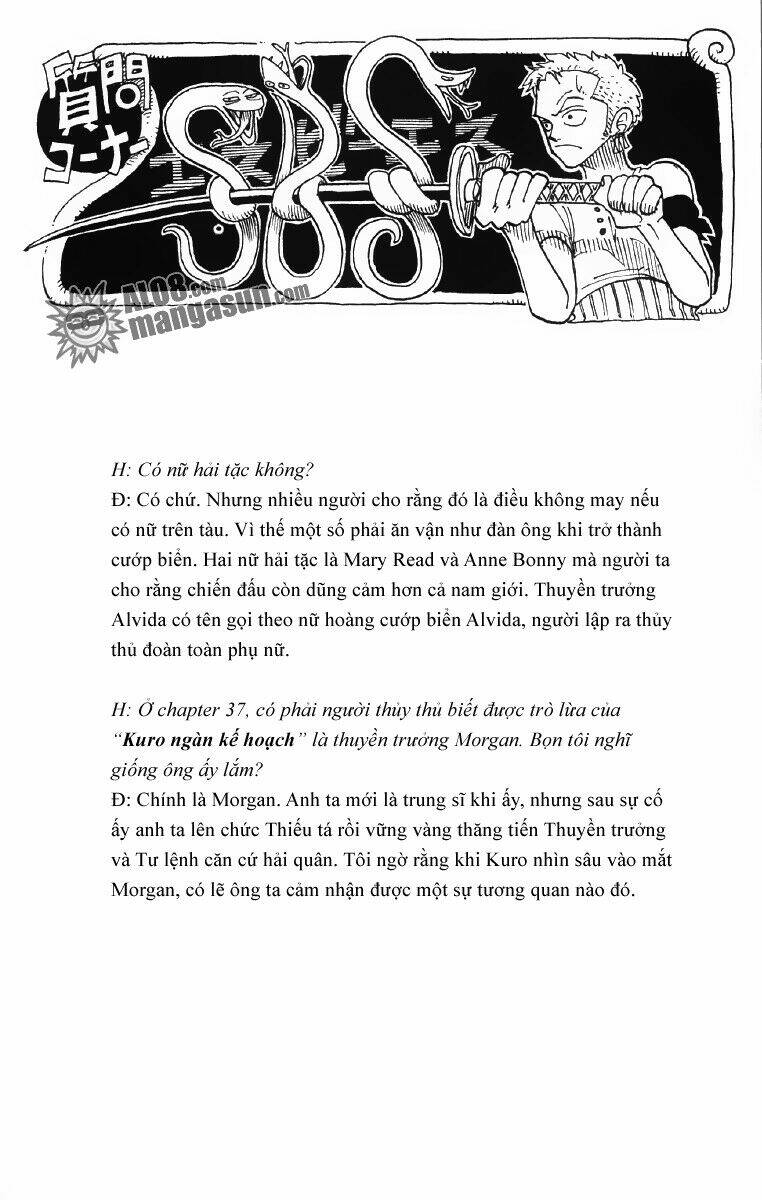 質問
コーナー
エスビーエス
SBS
AL08.com
mangasun.com
H: Có nữ hải tặc không?
Đ: Có chứ. Nhưng nhiều người cho rằng đó là điều không may nếu
có nữ trên tàu. Vì thế một số phải ăn vận như đàn ông khi trở thành
cướp biển. Hai nữ hải tặc là Mary Read và Anne Bonny mà người ta
cho rằng chiến đấu còn dũng cảm hơn cả nam giới. Thuyền trưởng
Alvida có tên gọi theo nữ hoàng cướp biển Alvida, người lập ra thủy
thủ đoàn toàn phụ nữ.
H: Ở chapter 37, có phải người thủy thủ biết được trò lừa của
“Kuro ngàn kế hoạch” là thuyền trưởng Morgan. Bọn tôi nghĩ
giống ông ấy lắm?
Đ: Chính là Morgan. Anh ta mới là trung sĩ khi ấy, nhưng sau sự cố
ấy anh ta lên chức Thiếu tá rồi vững vàng thăng tiến Thuyền trưởng
và Tư lệnh căn cứ hải quân. Tôi ngờ rằng khi Kuro nhìn sâu vào mắt
Morgan, có lẽ ông ta cảm nhận được một sự tương quan nào đó.